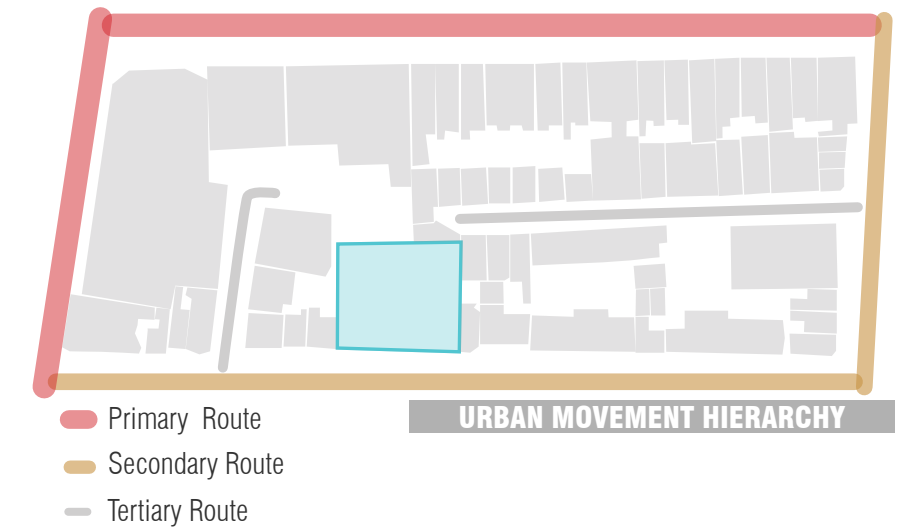 Primary Route
URBAN MOVEMENT HIERARCHY
Secondary Route
Tertiary Route